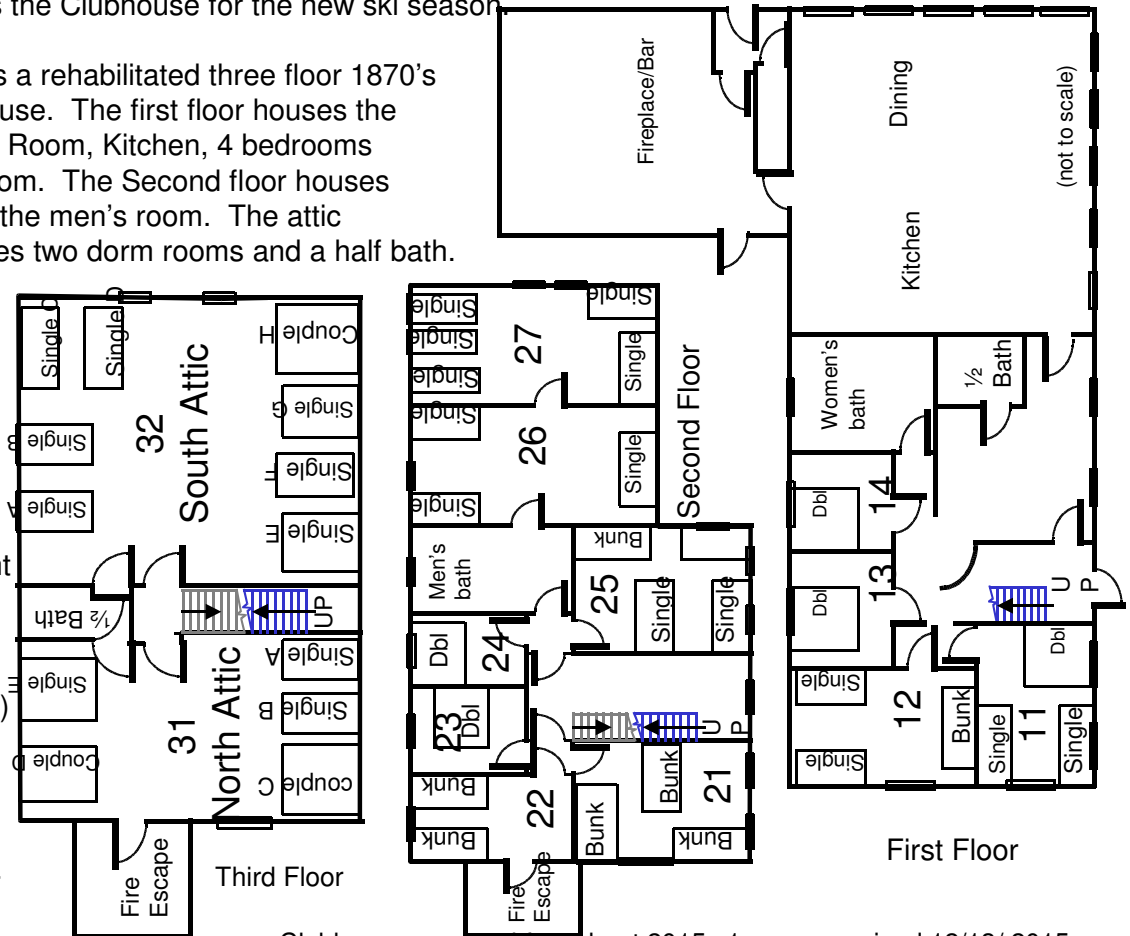 s the Clubhouse for the new ski season.
s a rehabilitated three floor 1870's
use. The first floor houses the
Room, Kitchen, 4 bedrooms
om. The Second floor houses
the men's room. The attic
es two dorm rooms and a half bath.
Fireplace/Bar
Dining
(not to scale)
Kitchen
Women's
bath
½
Bath
14
Dbl
13
Dbl
U
P
Dbl
12
Single
Single
Bunk
11
Single
Single
First Floor
Second Floor
27
Single
Single
Single
Single
Single
26
Single
Single
Single
Men's
bath
25
Bunk
Single
Single
24
Dbl
23
Dbl
U
P
22
Bunk
Bunk
21
Bunk
Bunk
Bunk
Fire
Escape
32
South Attic
Single C
Single D
Couple H
Single G
Single B
Single F
Single A
Single E
½ Bath
UP
31
North Attic
Single E
Single A
Single B
Couple D
couple C
Fire
Escape
Third Floor
nt
)